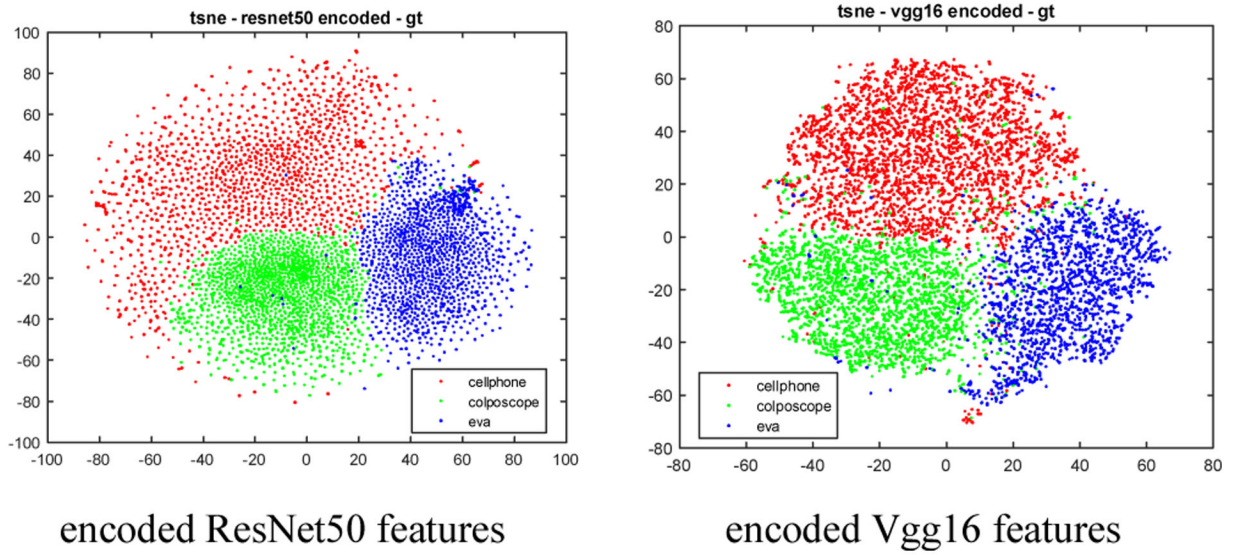 tsne - resnet50 encoded - gt
100
80
60
40
20
0
-20
-40
-60
-80
-100
-100 -80 -60 -40 -20 0 20 40 60 80 100
cellphone
colposcope
eva
encoded ResNet50 features
tsne - vgg16 encoded - gt
80
60
40
20
0
-20
-40
-60
-80
-80 -60 -40 -20 0 20 40 60 80
cellphone
colposcope
eva
encoded Vgg16 features